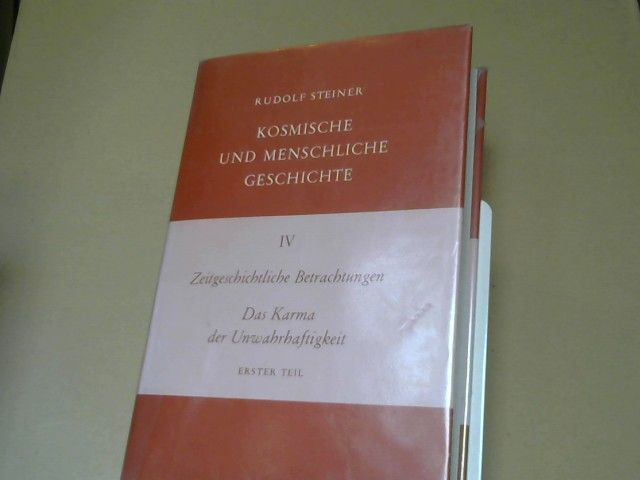 RUDOLF STEINER
KOSMISCHE
UND MENSCHLICHE
GESCHICHTE
IV
Zeitgeschichtliche Betrachtungen
Das Karma
der Unwahrhaftigkeit
ERSTER TEIL